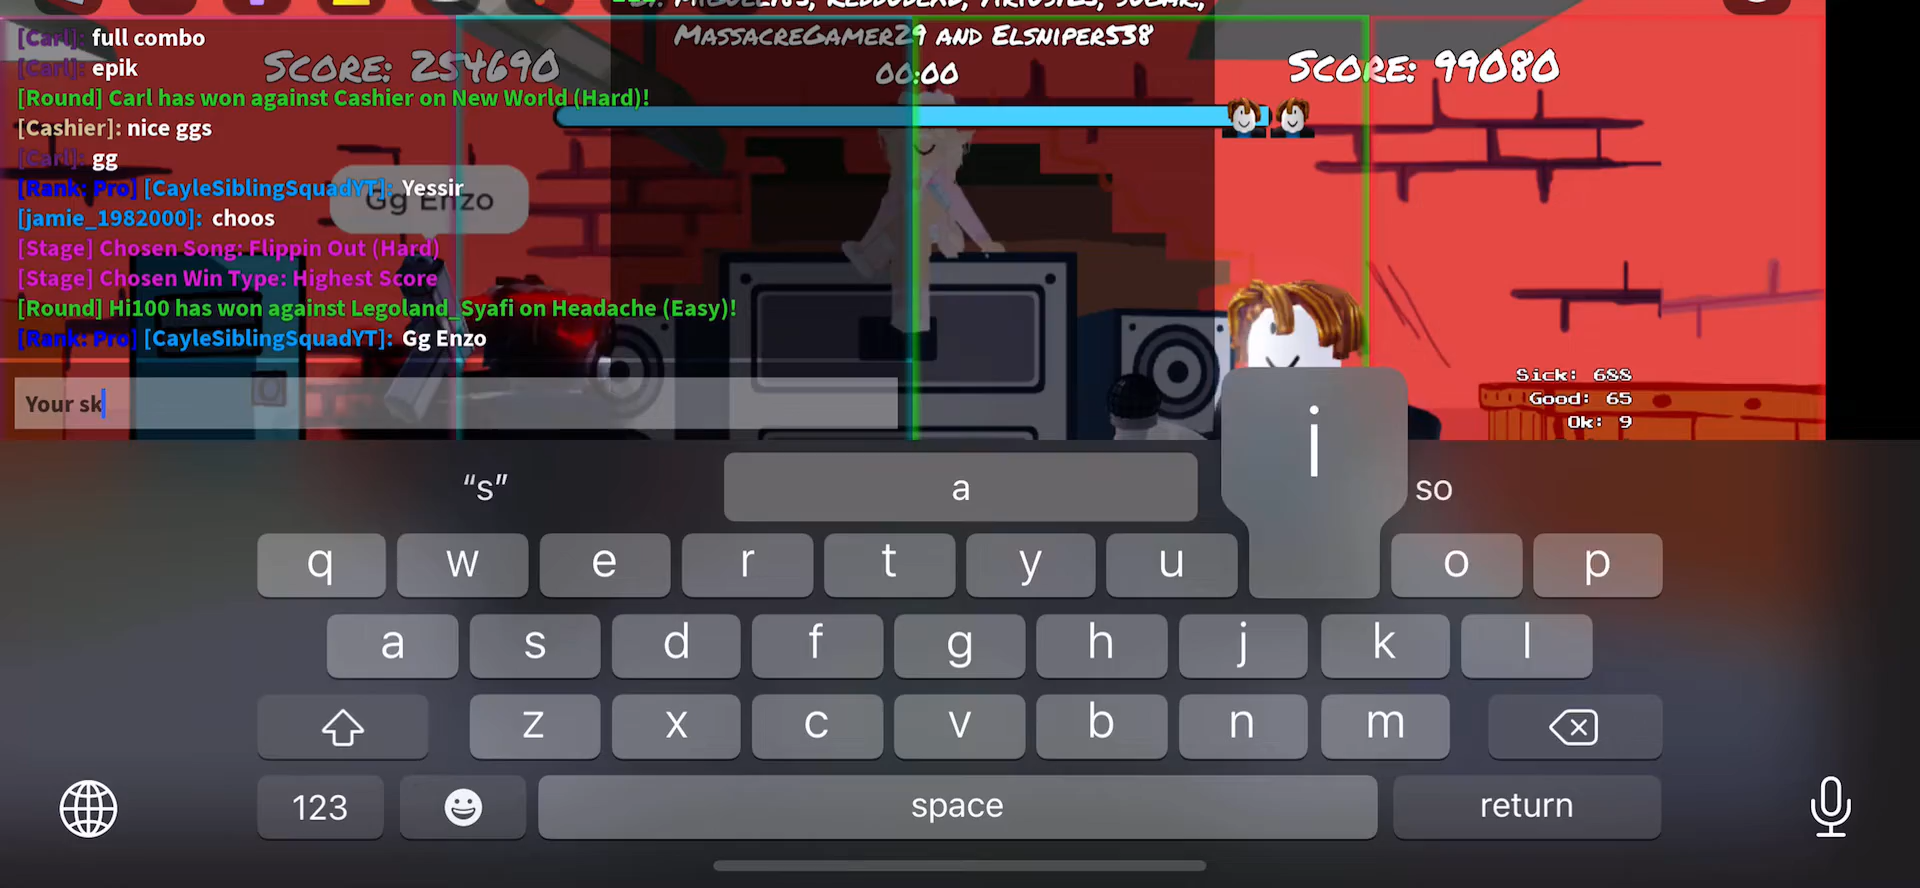 MassacreGamer29 and Elsniper538
00:00
Score: 254690
Score: 99080
[Carl]: full combo
[Carl]: epik
[Round] Carl has won against Cashier on New World (Hard)!
[Cashier]: nice ggs
[Carl]: gg
[Rank: Pro] [CayleSiblingSquadYT]: Yessir
[jamie_1982000]: choos
[Stage] Chosen Song: Flippin Out (Hard)
[Stage] Chosen Win Type: Highest Score
[Round] Hi100 has won against Legoland_Syafi on Headache (Easy)!
[Rank: Pro] [CayleSiblingSquadYT]: Gg Enzo
Gg Enzo
Your sk
Sick: 688
Good: 65
Ok: 9
“s” a so
i
q w e r t y u o p
a s d f g h j k l
z x c v b n m
123 space return